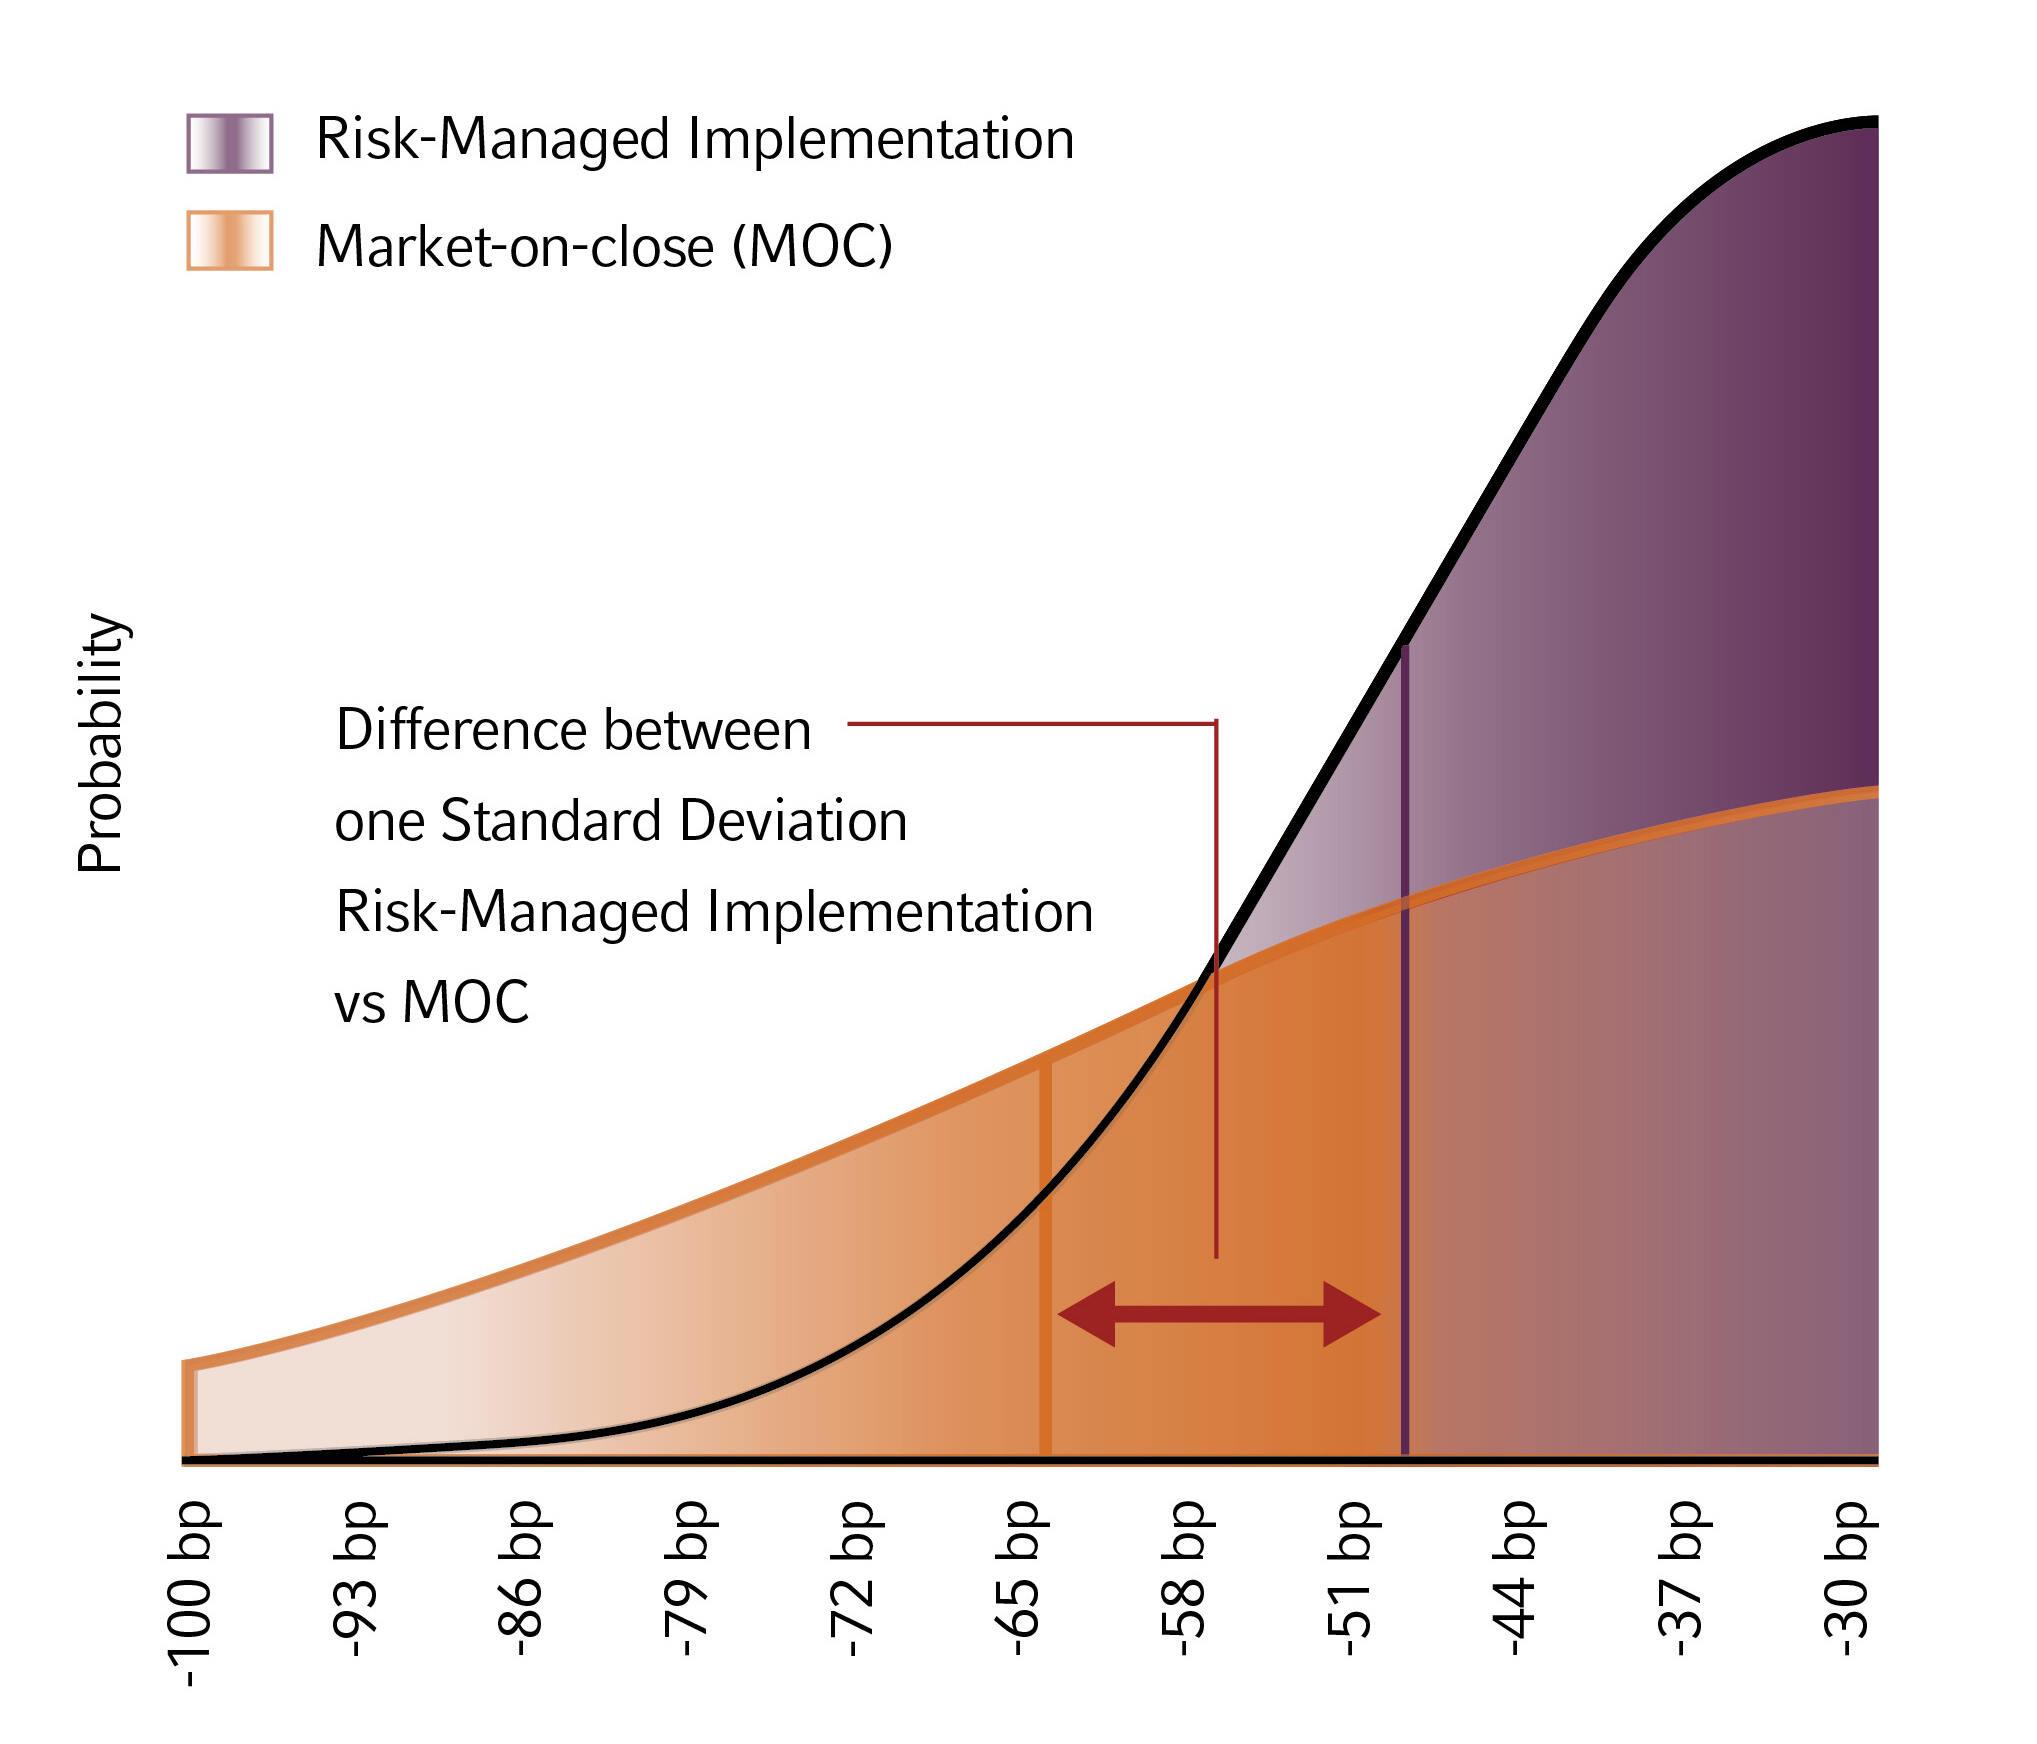 Risk-Managed Implementation
Market-on-close (MOC)
Probability
Difference between
one Standard Deviation
Risk-Managed Implementation
vs MOC
-100 bp
-93 bp
-86 bp
-79 bp
-72 bp
-65 bp
-58 bp
-51 bp
-44 bp
-37 bp
-30 bp